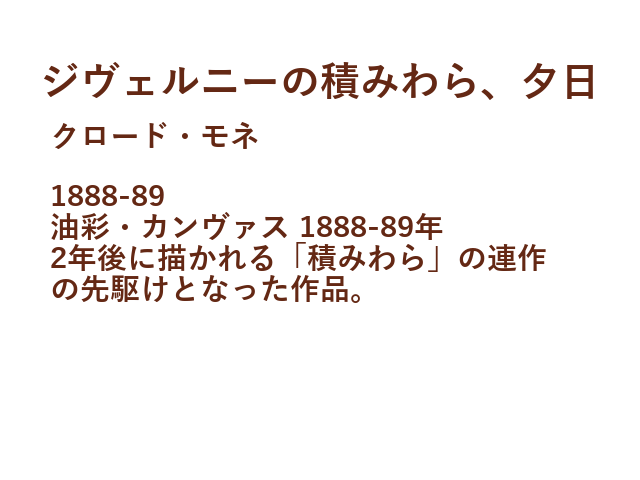 ジヴェルニーの積みわら、夕日
クロード・モネ
1888-89
油彩・カンヴァス 1888-89年
2年後に描かれる「積みわら」の連作
の先駆けとなった作品。